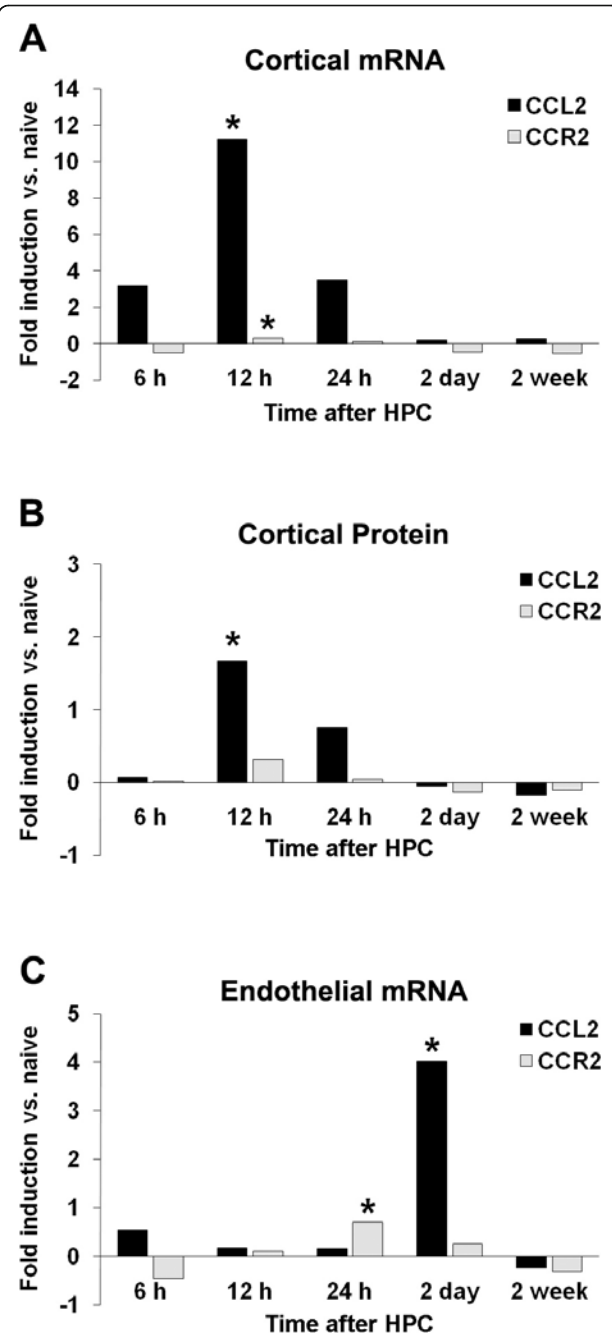 A
Cortical mRNA
14
12
10
8
6
4
2
0
-2
Fold induction vs. naive
CCL2
CCR2
*
*
6 h 12 h 24 h 2 day 2 week
Time after HPC
B
Cortical Protein
3
2
1
0
-1
Fold induction vs. naive
CCL2
CCR2
*
6 h 12 h 24 h 2 day 2 week
Time after HPC
C
Endothelial mRNA
5
4
3
2
1
0
-1
Fold induction vs. naive
CCL2
CCR2
*
*
6 h 12 h 24 h 2 day 2 week
Time after HPC